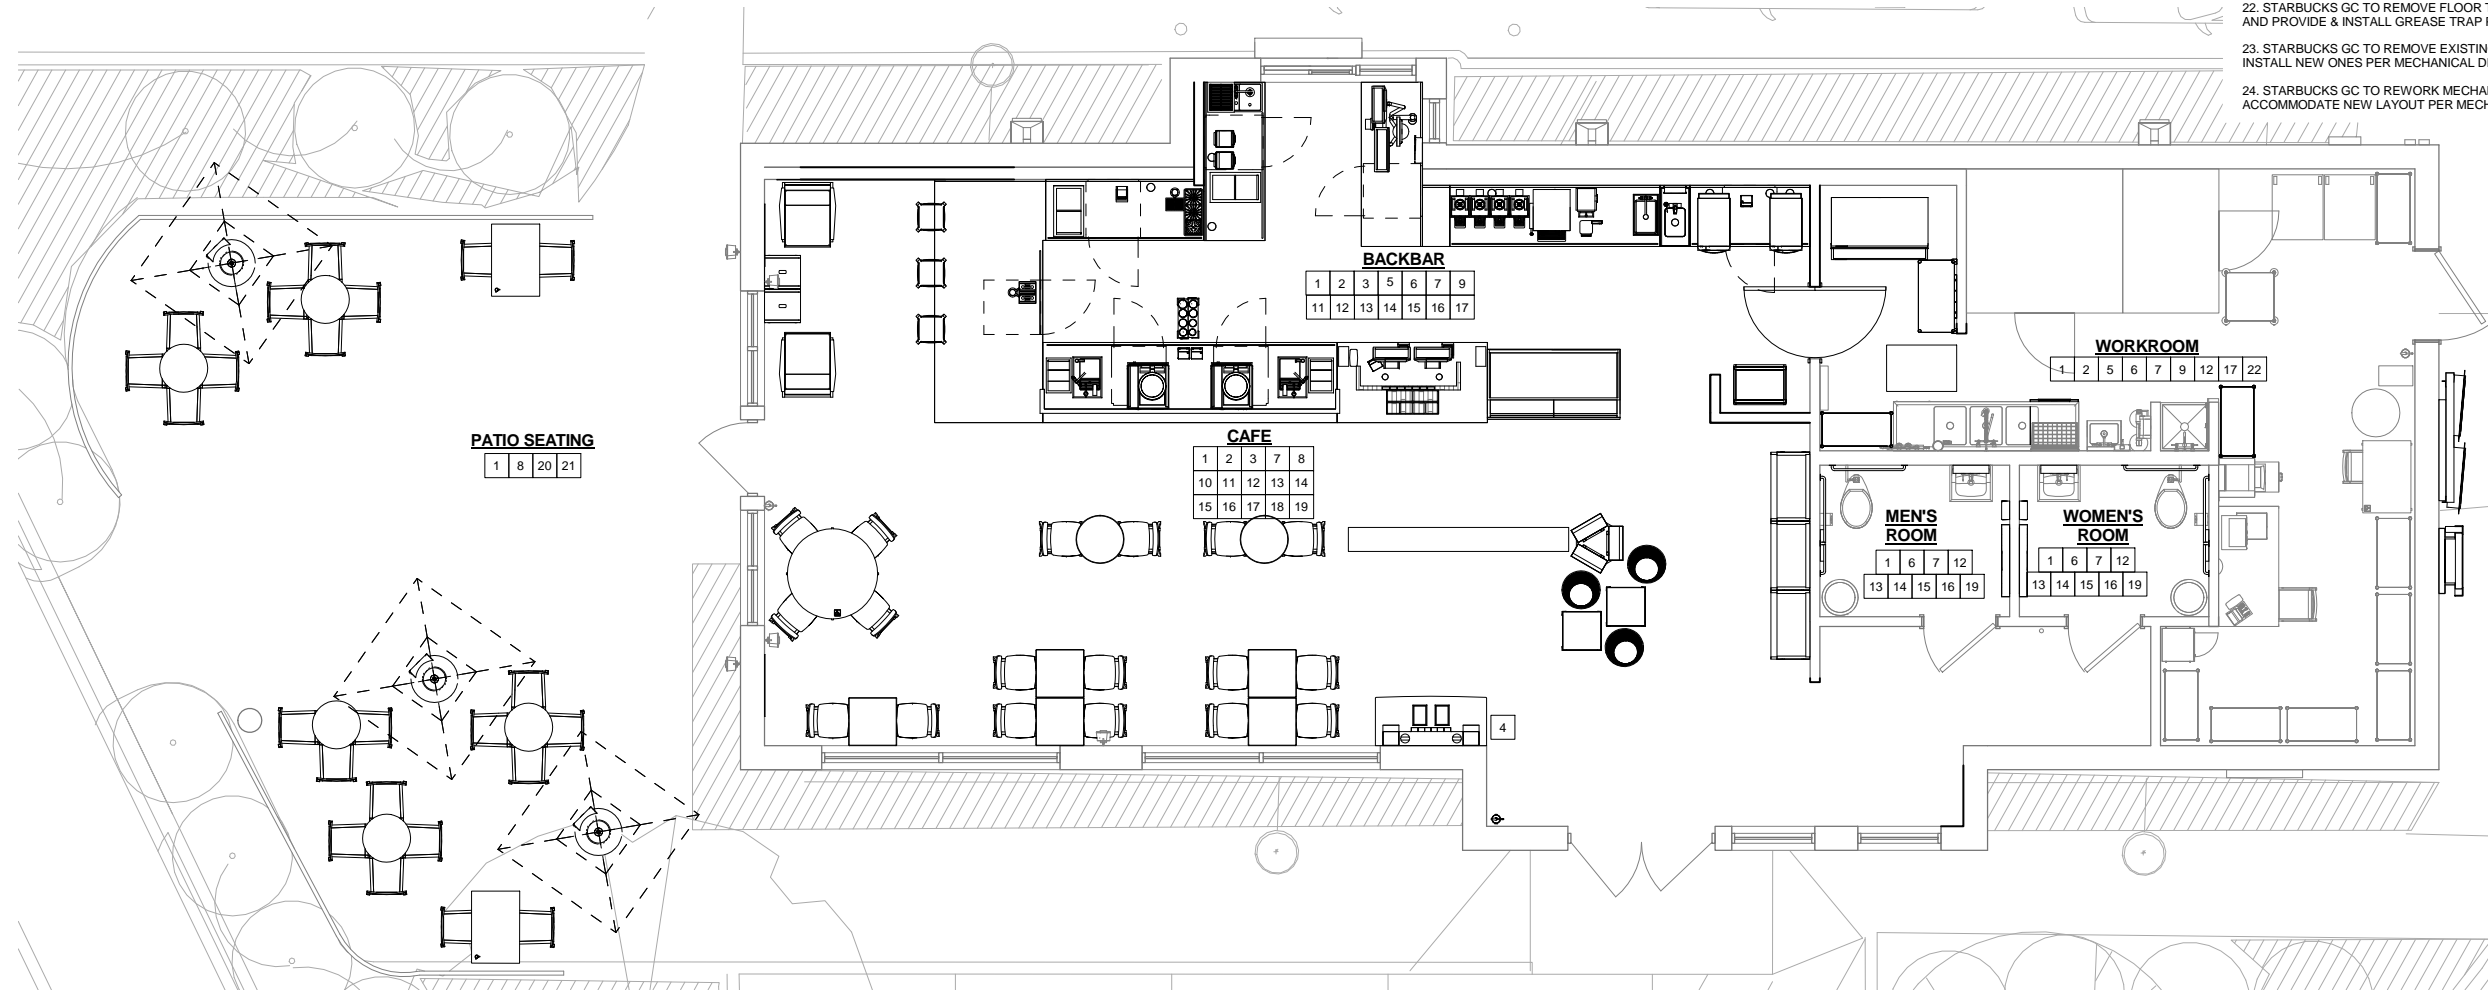 22. STARBUCKS GC TO REMOVE FLOOR
AND PROVIDE & INSTALL GREASE TRAP
23. STARBUCKS GC TO REMOVE
INSTALL NEW ONES PER MECHANICAL
24. STARBUCKS GC TO REWORK
ACCOMMODATE NEW LAYOUT PER
BACKBAR
1 2 3 5 6 7 9
11 12 13 14 15 16 17
WORKROOM
1 2 5 6 7 9 12 17 22
PATIO SEATING
1 8 20 21
CAFE
1 2 3 7 8
10 11 12 13 14
15 16 17 18 19
MEN'S
ROOM
1 6 7 12
13 14 15 16 19
WOMEN'S
ROOM
1 6 7 12
13 14 15 16 19
4